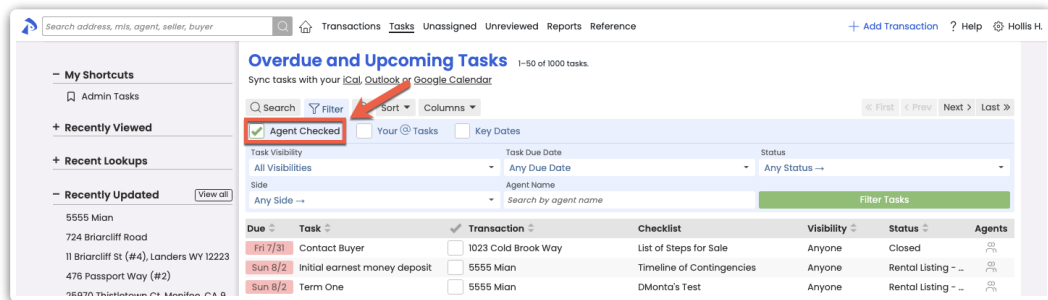 Search address, mls, agent, seller, buyer
Transactions Tasks Unassigned Unreviewed Reports Reference
+ Add Transaction ? Help Hollis H.
− My Shortcuts
Admin Tasks
+ Recently Viewed
+ Recent Lookups
− Recently Updated View all
5555 Mian
724 Briarcliff Road
11 Briarcliff St (#4), Landers WY 12223
476 Passport Way (#2)
25970 Thistletown Ct, Menifee, CA 9
Overdue and Upcoming Tasks 1-50 of 1000 tasks.
Sync tasks with your iCal, Outlook or Google Calendar
Search Filter Sort Columns
« First < Prev Next > Last »
Agent Checked Your @ Tasks Key Dates
Task Visibility Task Due Date Status
All Visibilities Any Due Date Any Status →
Side Agent Name
Any Side → Search by agent name Filter Tasks
Due Task Transaction Checklist Visibility Status Agents
Fri 7/31 Contact Buyer 1023 Cold Brook Way List of Steps for Sale Anyone Closed
Sun 8/2 Initial earnest money deposit 5555 Mian Timeline of Contingencies Anyone Rental Listing - ...
Sun 8/2 Term One 5555 Mian DMonta's Test Anyone Rental Listing - ...